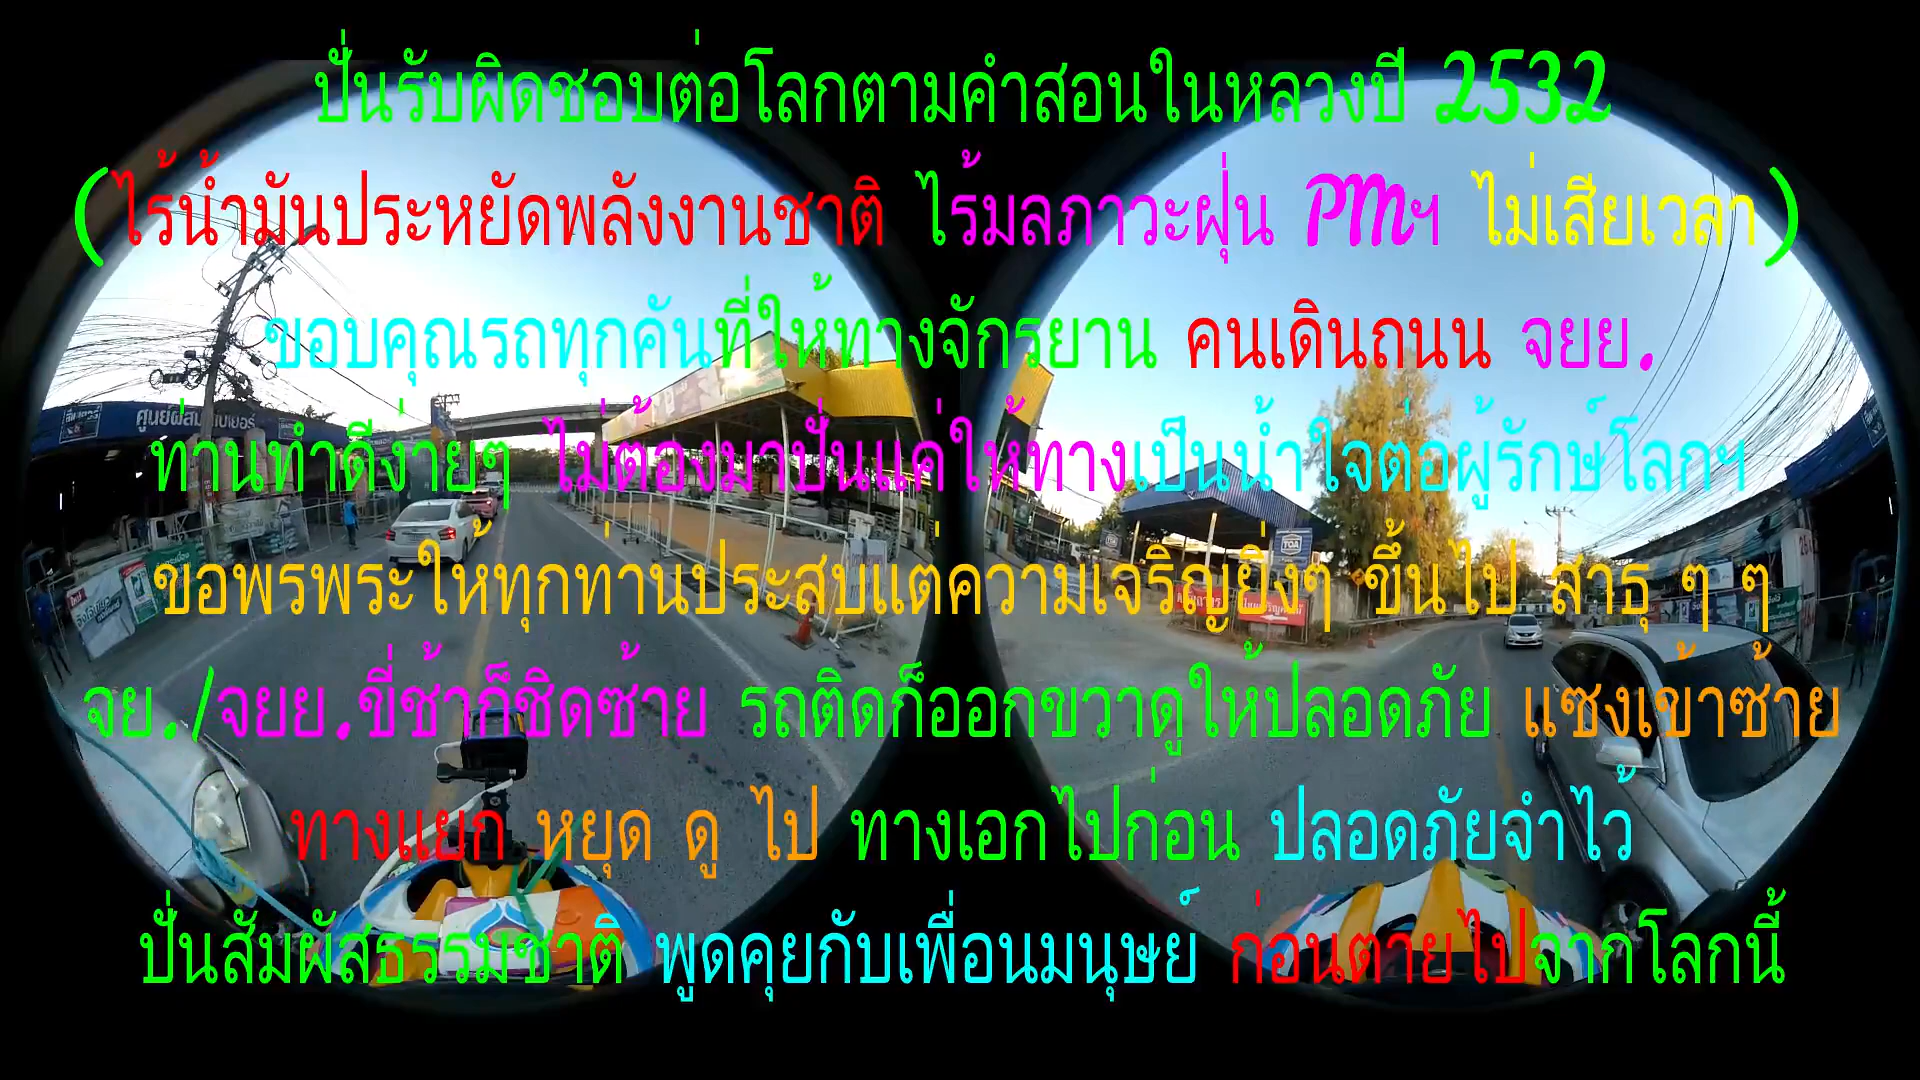 ปั่นรับผิดชอบต่อโลกตามคำสอนในหลวงปี 2532
(ไร้น้ำมันประหยัดพลังงานชาติ ไร้มลภาวะฝุ่น PMฯ ไม่เสียเวลา)
ขอบคุณรถทุกคันที่ให้ทางจักรยาน คนเดินถนน จยย.
ท่านทำดีง่ายๆ ไม่ต้องมาปั่นแค่ให้ทางเป็นน้ำใจต่อผู้รักษ์โลกฯ
ขอพรพระให้ทุกท่านประสบแต่ความเจริญยิ่งๆ ขึ้นไป สาธุ ๆ ๆ
จย./จยย.ขี่ช้าก็ชิดซ้าย รถติดก็ออกขวาดูให้ปลอดภัย แซงเข้าซ้าย
ทางแยก หยุด ดู ไป ทางเอกไปก่อน ปลอดภัยจำไว้
ปั่นสัมผัสธรรมชาติ พูดคุยกับเพื่อนมนุษย์ ก่อนตายไปจากโลกนี้
TOA